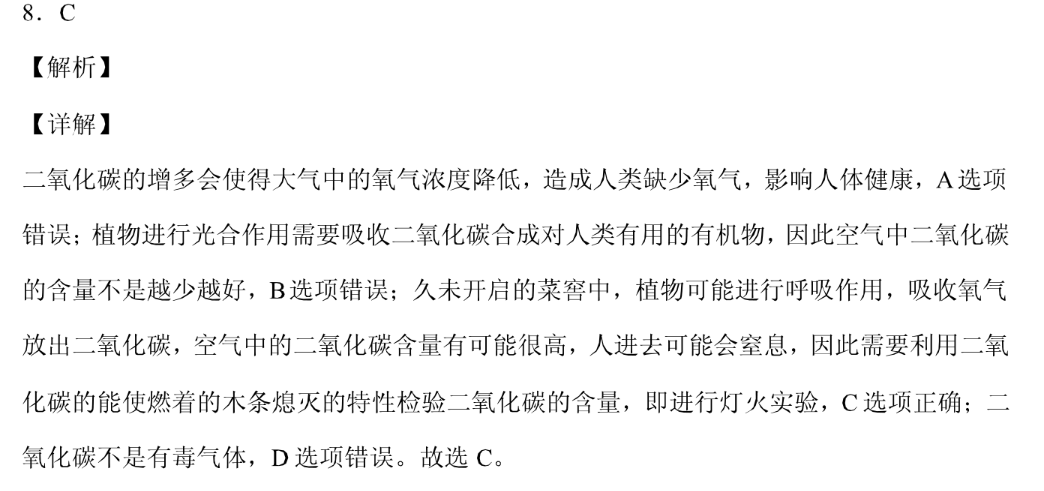 8．C
【解析】
【详解】
二氧化碳的增多会使得大气中的氧气浓度降低，造成人类缺少氧气，影响人体健康，A选项
错误；植物进行光合作用需要吸收二氧化碳合成对人类有用的有机物，因此空气中二氧化碳
的含量不是越少越好，B选项错误；久未开启的菜窖中，植物可能进行呼吸作用，吸收氧气
放出二氧化碳，空气中的二氧化碳含量有可能很高，人进去可能会窒息，因此需要利用二氧
化碳的能使燃着的木条熄灭的特性检验二氧化碳的含量，即进行灯火实验，C选项正确；二
氧化碳不是有毒气体，D选项错误。故选 C。